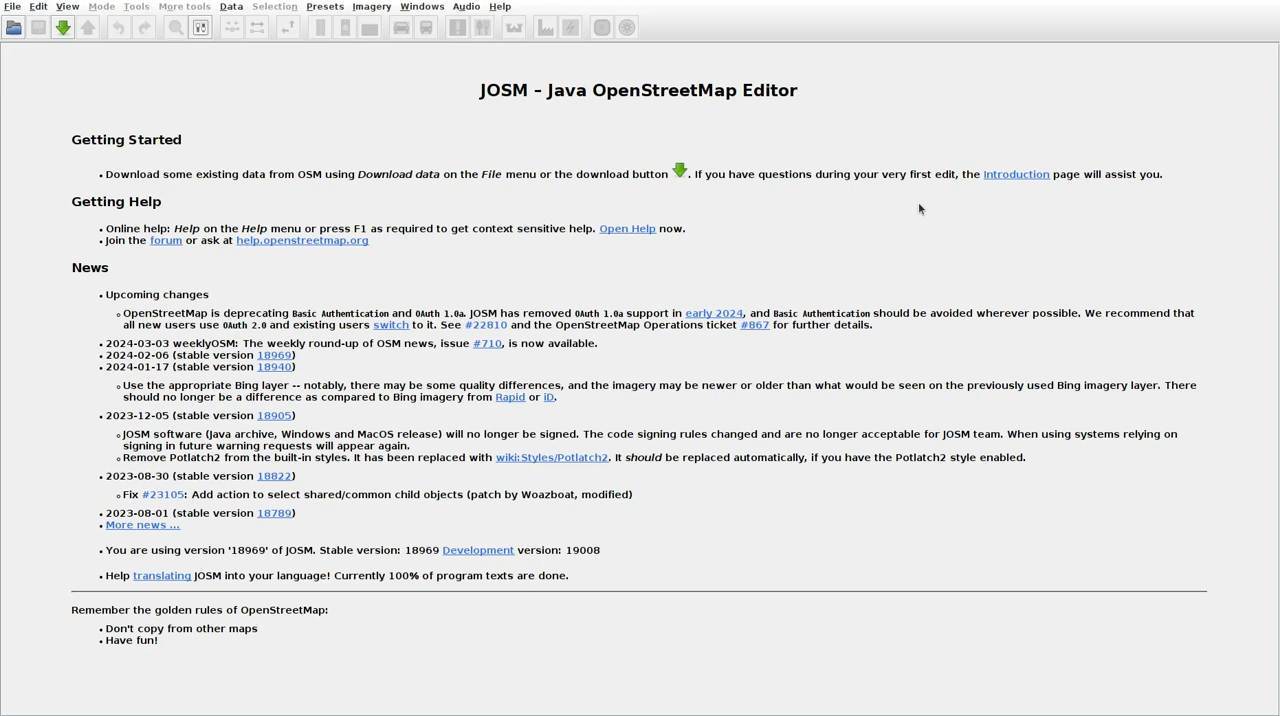 File Edit View Mode Tools More tools Data Selection Presets Imagery Windows Audio Help
JOSM – Java OpenStreetMap Editor
Getting Started
• Download some existing data from OSM using Download data on the File menu or the download button . If you have questions during your very first edit, the Introduction page will assist you.
Getting Help
• Online help: Help on the Help menu or press F1 as required to get context sensitive help. Open Help now.
• Join the forum or ask at help.openstreetmap.org
News
• Upcoming changes
◦ OpenStreetMap is deprecating Basic Authentication and OAuth 1.0a. JOSM has removed OAuth 1.0a support in early 2024, and Basic Authentication should be avoided wherever possible. We recommend that
all new users use OAuth 2.0 and existing users switch to it. See #22810 and the OpenStreetMap Operations ticket #867 for further details.
• 2024-03-03 weeklyOSM: The weekly round-up of OSM news, issue #710, is now available.
• 2024-02-06 (stable version 18969)
• 2024-01-17 (stable version 18940)
◦ Use the appropriate Bing layer -- notably, there may be some quality differences, and the imagery may be newer or older than what would be seen on the previously used Bing imagery layer. There
should no longer be a difference as compared to Bing imagery from Rapid or iD.
• 2023-12-05 (stable version 18905)
◦ JOSM software (Java archive, Windows and MacOS release) will no longer be signed. The code signing rules changed and are no longer acceptable for JOSM team. When using systems relying on
signing in future warning requests will appear again.
◦ Remove Potlatch2 from the built-in styles. It has been replaced with wiki:Styles/Potlatch2. It should be replaced automatically, if you have the Potlatch2 style enabled.
• 2023-08-30 (stable version 18822)
◦ Fix #23105: Add action to select shared/common child objects (patch by Woazboat, modified)
• 2023-08-01 (stable version 18789)
• More news ...
• You are using version '18969' of JOSM. Stable version: 18969 Development version: 19008
• Help translating JOSM into your language! Currently 100% of program texts are done.
Remember the golden rules of OpenStreetMap:
• Don't copy from other maps
• Have fun!